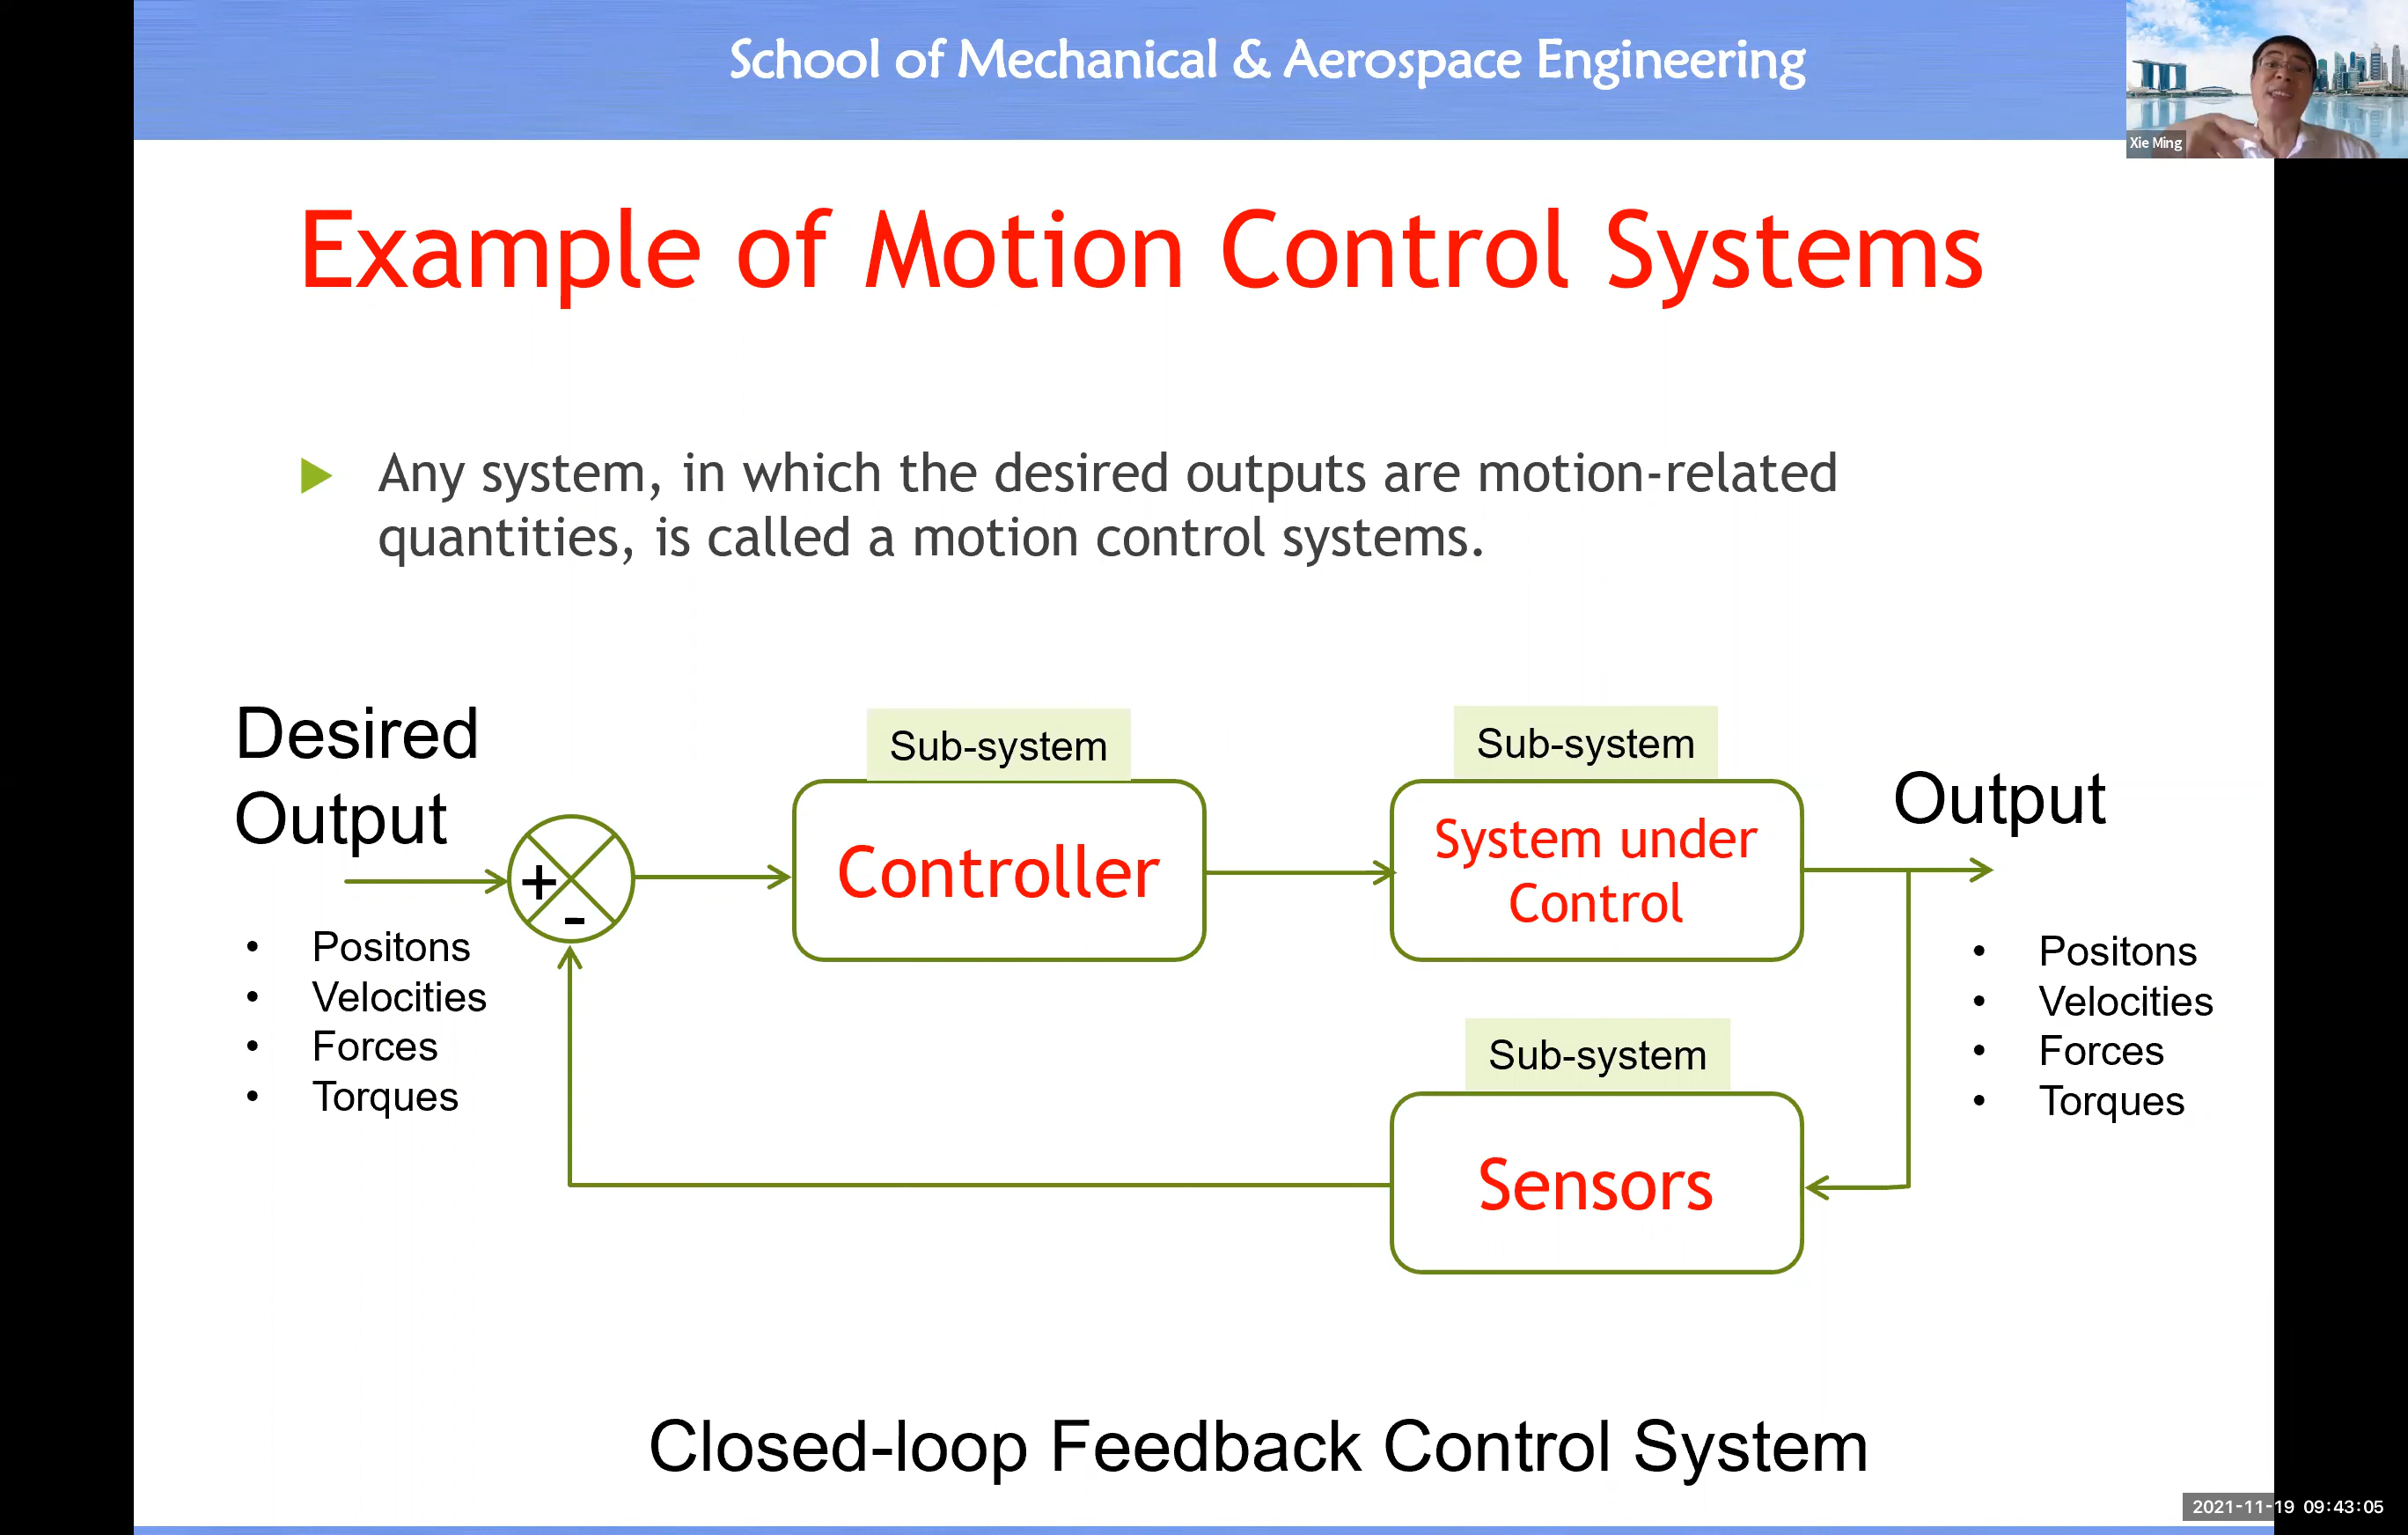 School of Mechanical & Aerospace Engineering
Xie Ming
Example of Motion Control Systems
Any system, in which the desired outputs are motion-related
quantities, is called a motion control systems.
Desired
Output
+
-
• Positons
• Velocities
• Forces
• Torques
Sub-system
Controller
Sub-system
System under
Control
Output
• Positons
• Velocities
• Forces
• Torques
Sub-system
Sensors
Closed-loop Feedback Control System
2021-11-19 09:43:05